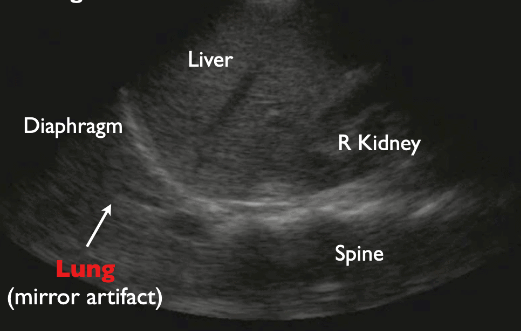 Liver
Diaphragm
R Kidney
Spine
Lung
(mirror artifact)